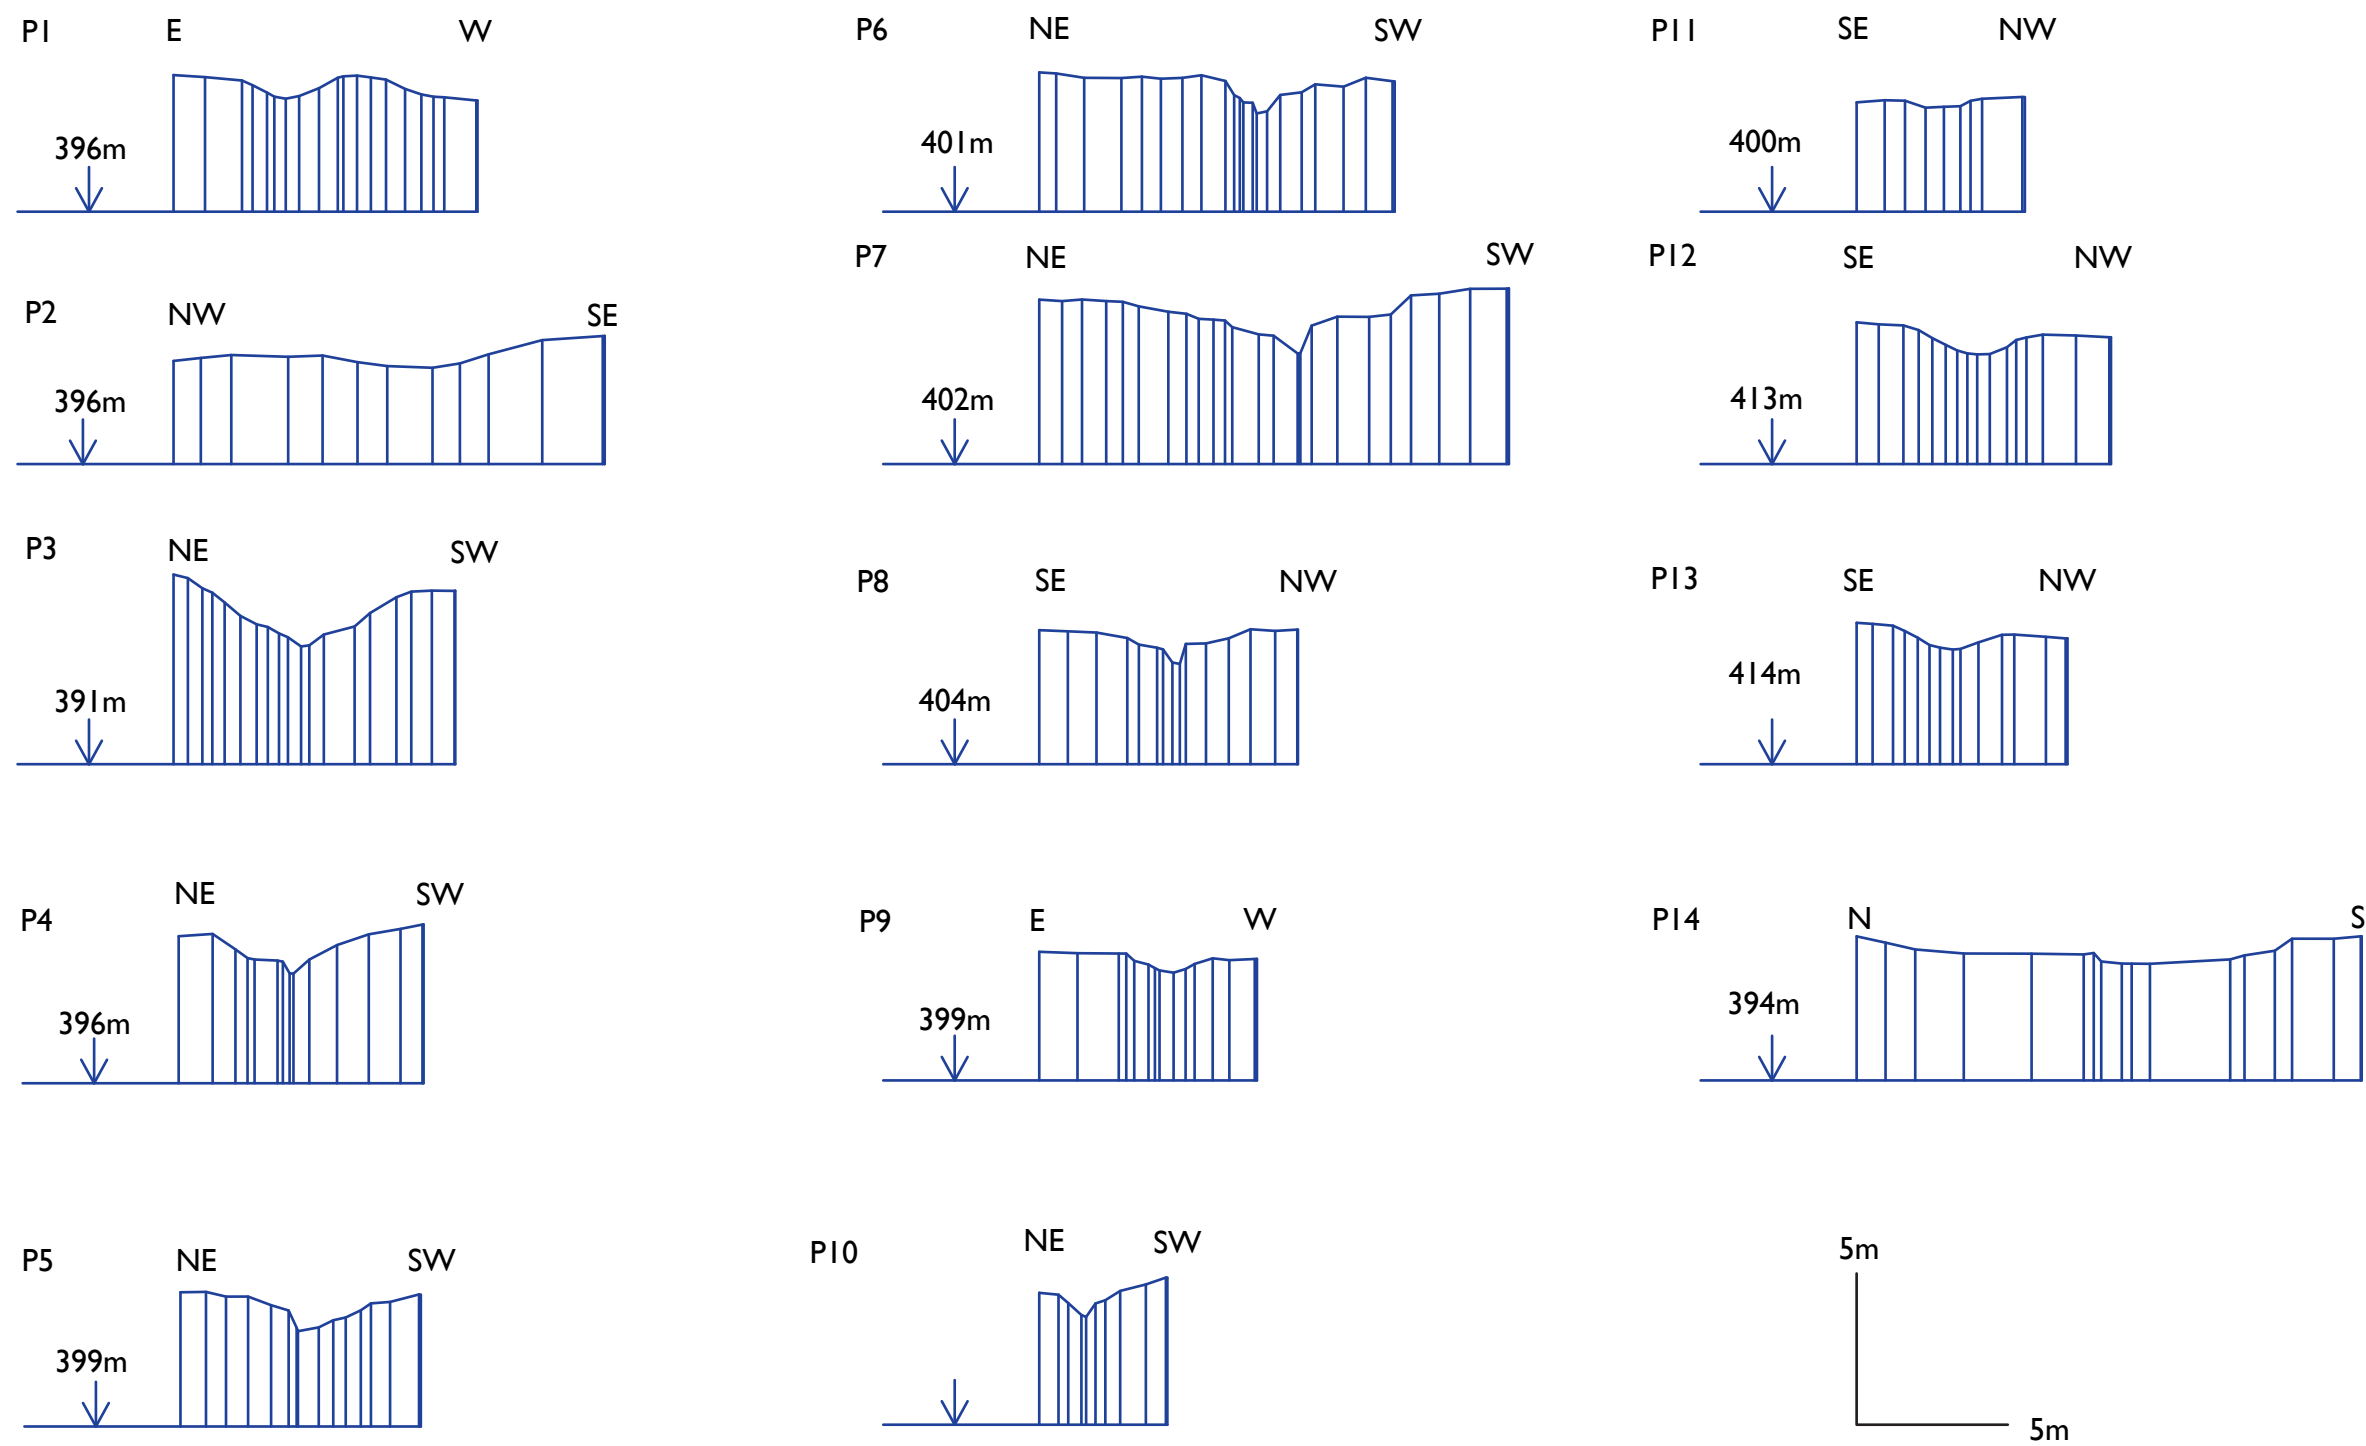 P1 E W
396m
P2 NW SE
396m
P3 NE SW
391m
P4 NE SW
396m
P5 NE SW
399m
P6 NE SW
401m
P7 NE SW
402m
P8 SE NW
404m
P9 E W
399m
P10 NE SW
P11 SE NW
400m
P12 SE NW
413m
P13 SE NW
414m
P14 N S
394m
5m
5m